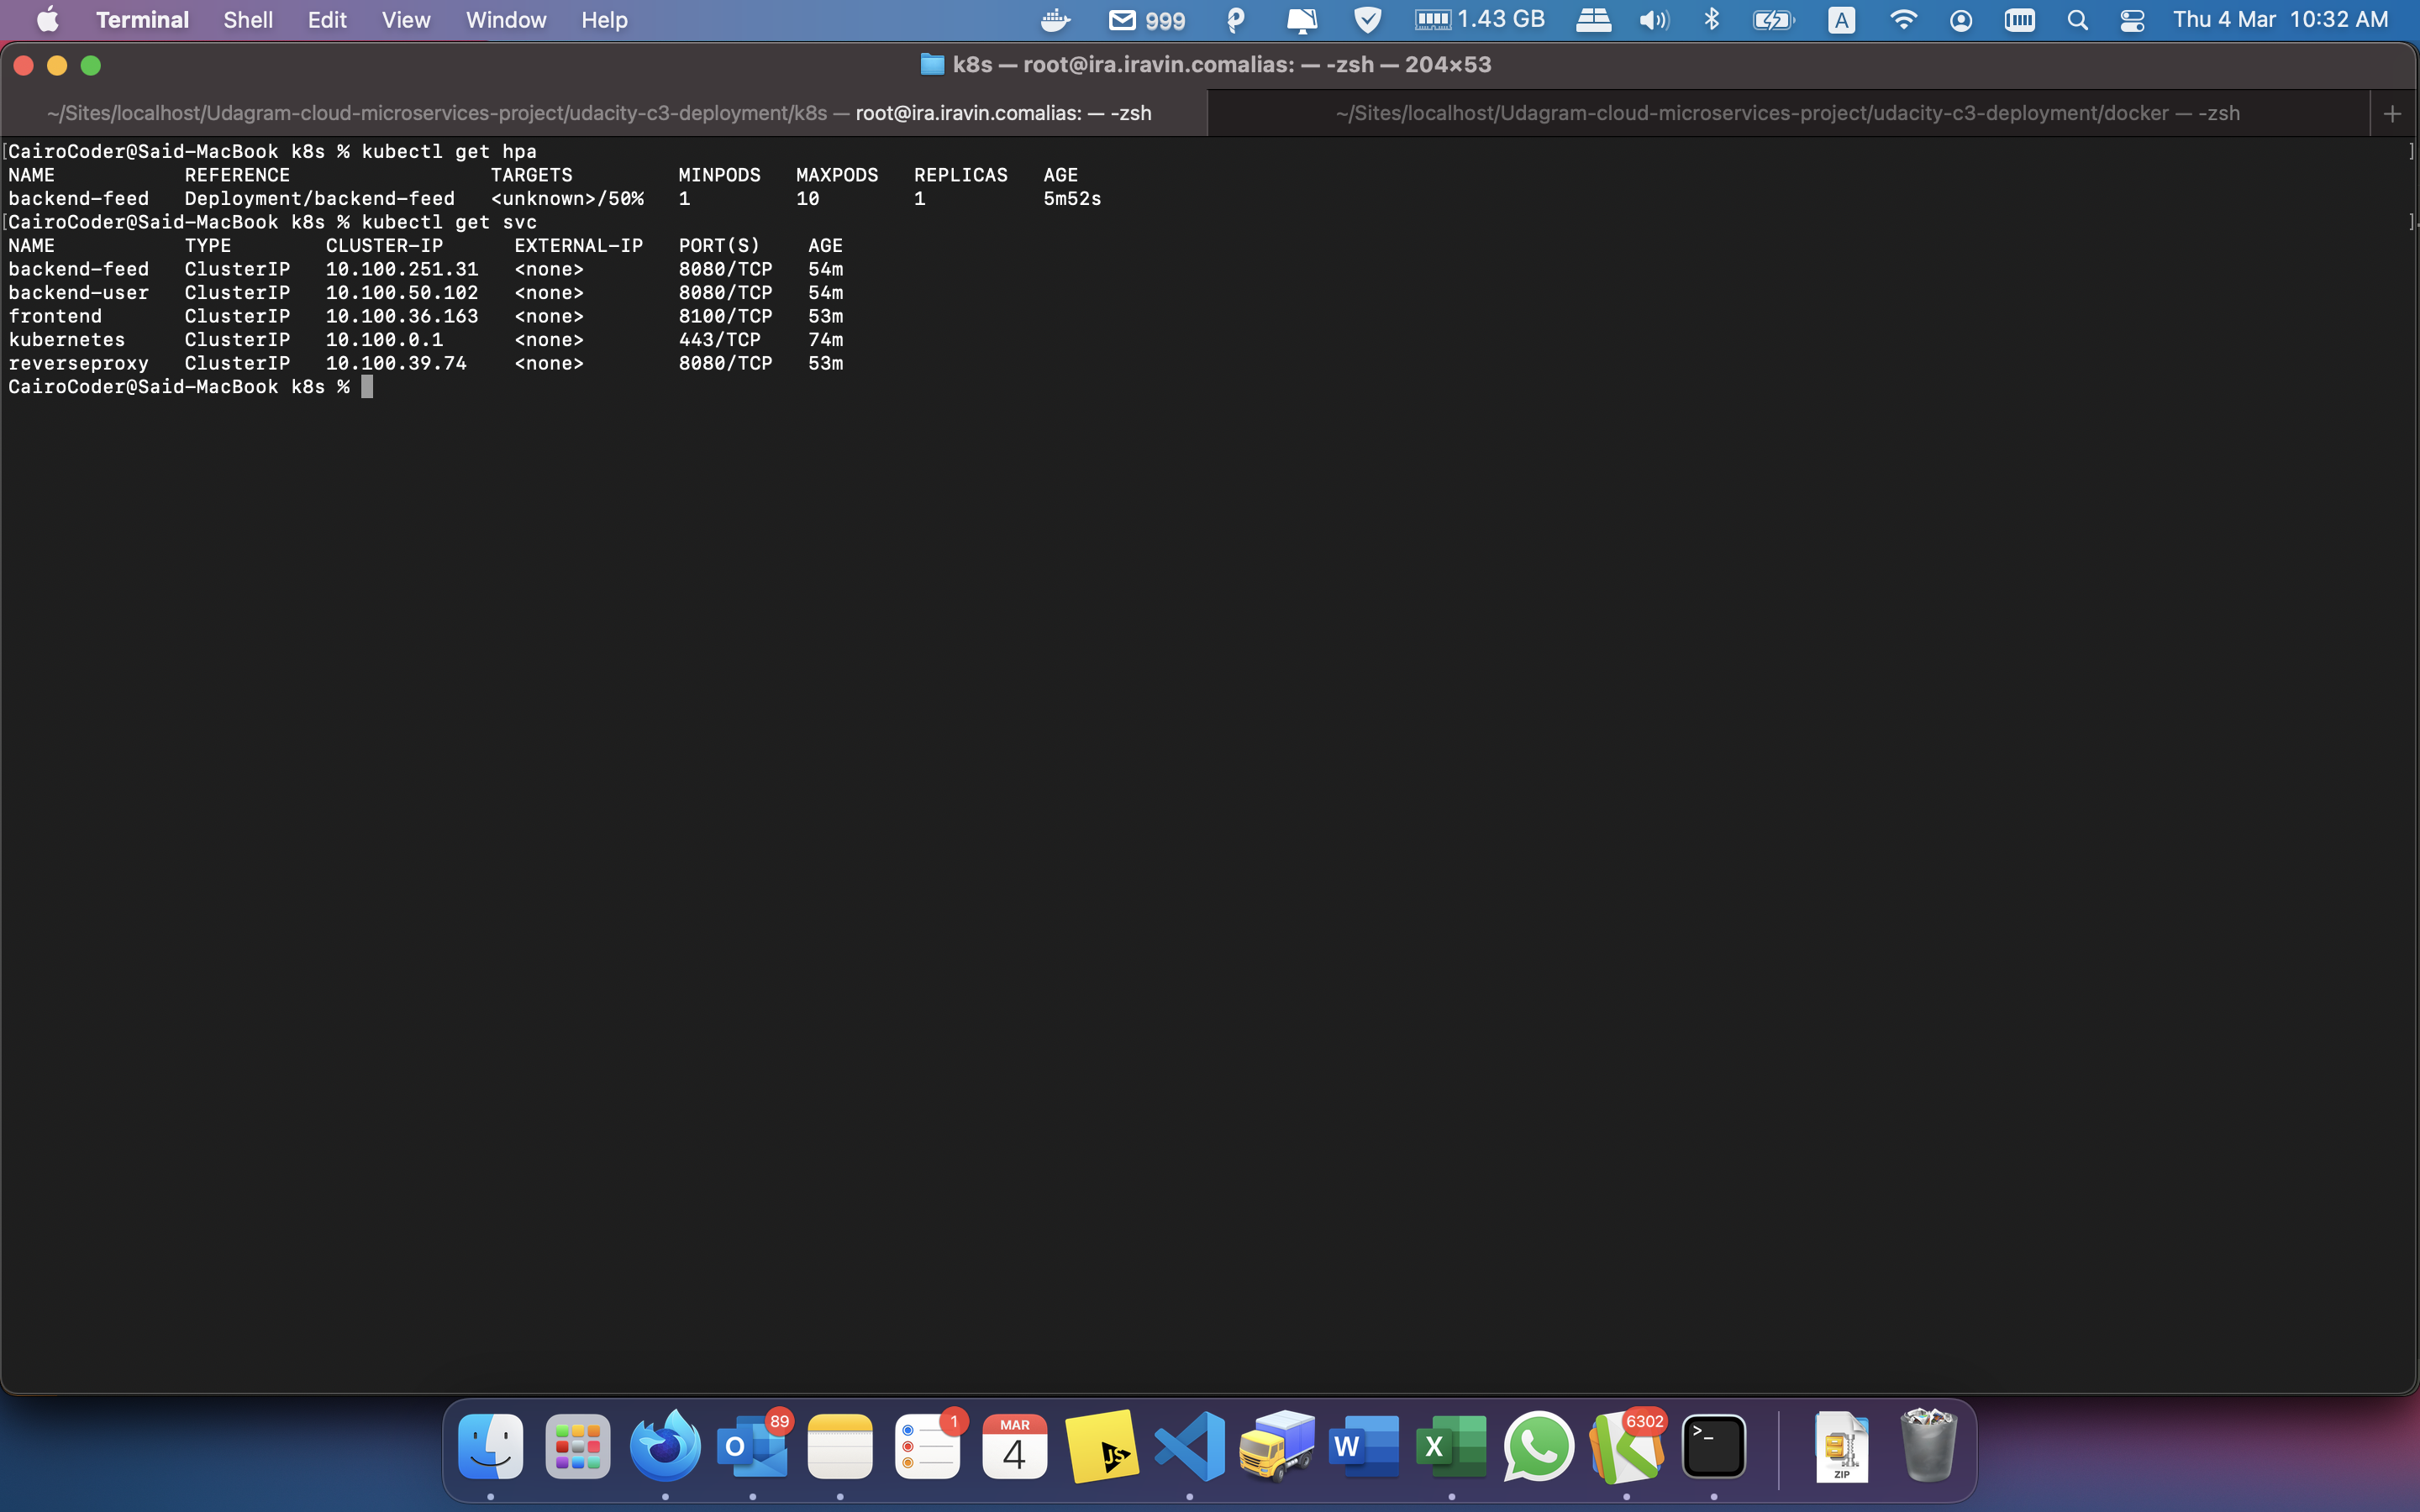 Terminal Shell Edit View Window Help 999 1.43 GB A Thu 4 Mar 10:32 AM
k8s — root@ira.iravin.comalias: — -zsh — 204×53
~/Sites/localhost/Udagram-cloud-microservices-project/udacity-c3-deployment/k8s — root@ira.iravin.comalias: — -zsh ~/Sites/localhost/Udagram-cloud-microservices-project/udacity-c3-deployment/docker — -zsh +
[CairoCoder@Said-MacBook k8s % kubectl get hpa ]
NAME REFERENCE TARGETS MINPODS MAXPODS REPLICAS AGE
backend-feed Deployment/backend-feed <unknown>/50% 1 10 1 5m52s
[CairoCoder@Said-MacBook k8s % kubectl get svc ]
NAME TYPE CLUSTER-IP EXTERNAL-IP PORT(S) AGE
backend-feed ClusterIP 10.100.251.31 <none> 8080/TCP 54m
backend-user ClusterIP 10.100.50.102 <none> 8080/TCP 54m
frontend ClusterIP 10.100.36.163 <none> 8100/TCP 53m
kubernetes ClusterIP 10.100.0.1 <none> 443/TCP 74m
reverseproxy ClusterIP 10.100.39.74 <none> 8080/TCP 53m
CairoCoder@Said-MacBook k8s %
89 1 6302
MAR
4
O JS W X >_
ZIP